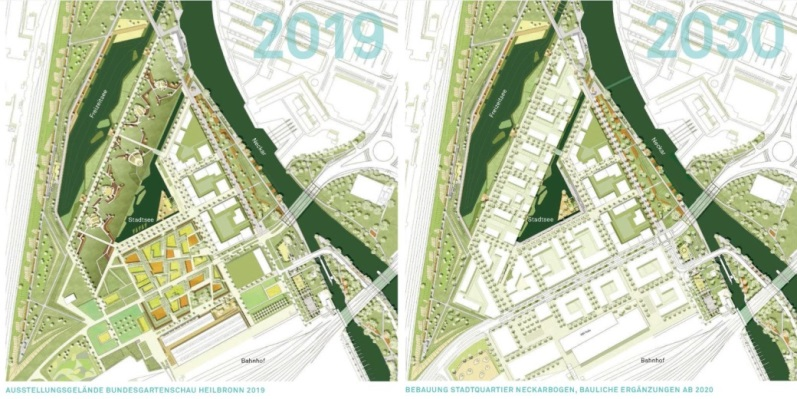 2019
Freizeitsee
Neckar
Stadtsee
Bahnhof
AUSSTELLUNGSGELÄNDE BUNDESGARTENSCHAU HEILBRONN 2019
2030
Freizeitsee
Neckar
Stadtsee
Bahnhof
BEBAUUNG STADTQUARTIER NECKARBOGEN, BAULICHE ERGÄNZUNGEN AB 2020